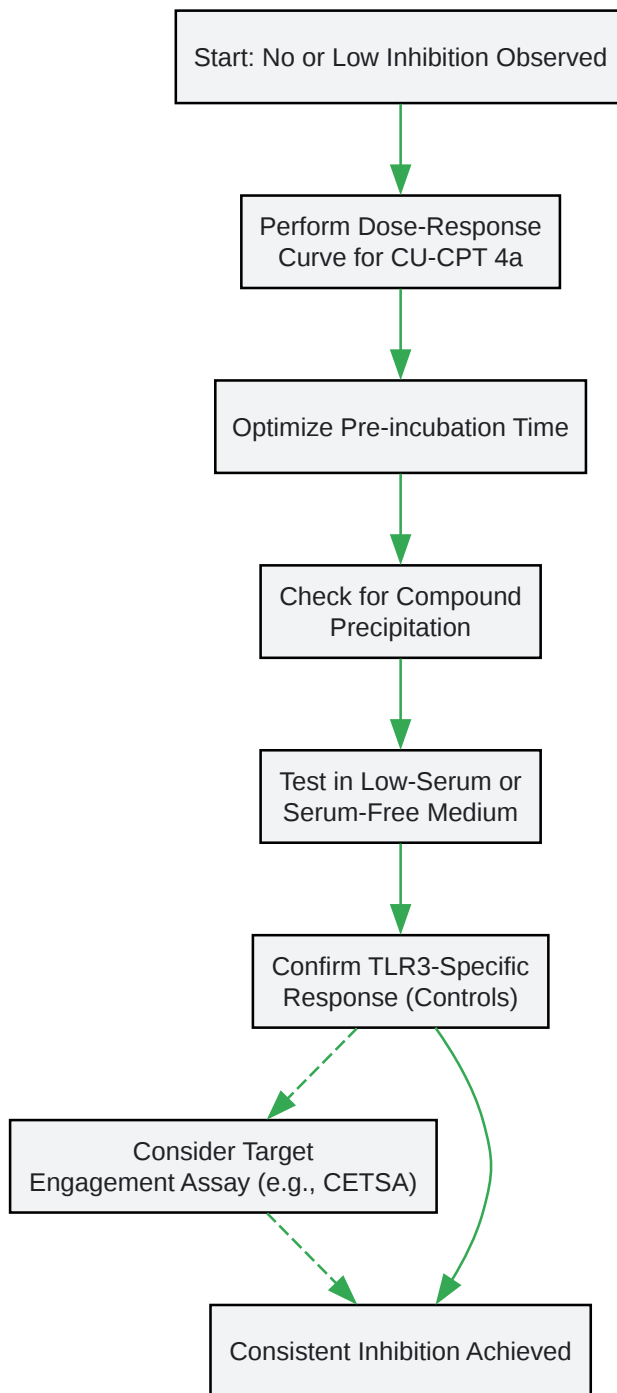 Start: No or Low Inhibition Observed
Perform Dose-Response
Curve for CU-CPT 4a
Optimize Pre-incubation Time
Check for Compound
Precipitation
Test in Low-Serum or
Serum-Free Medium
Confirm TLR3-Specific
Response (Controls)
Consider Target
Engagement Assay (e.g., CETSA)
Consistent Inhibition Achieved